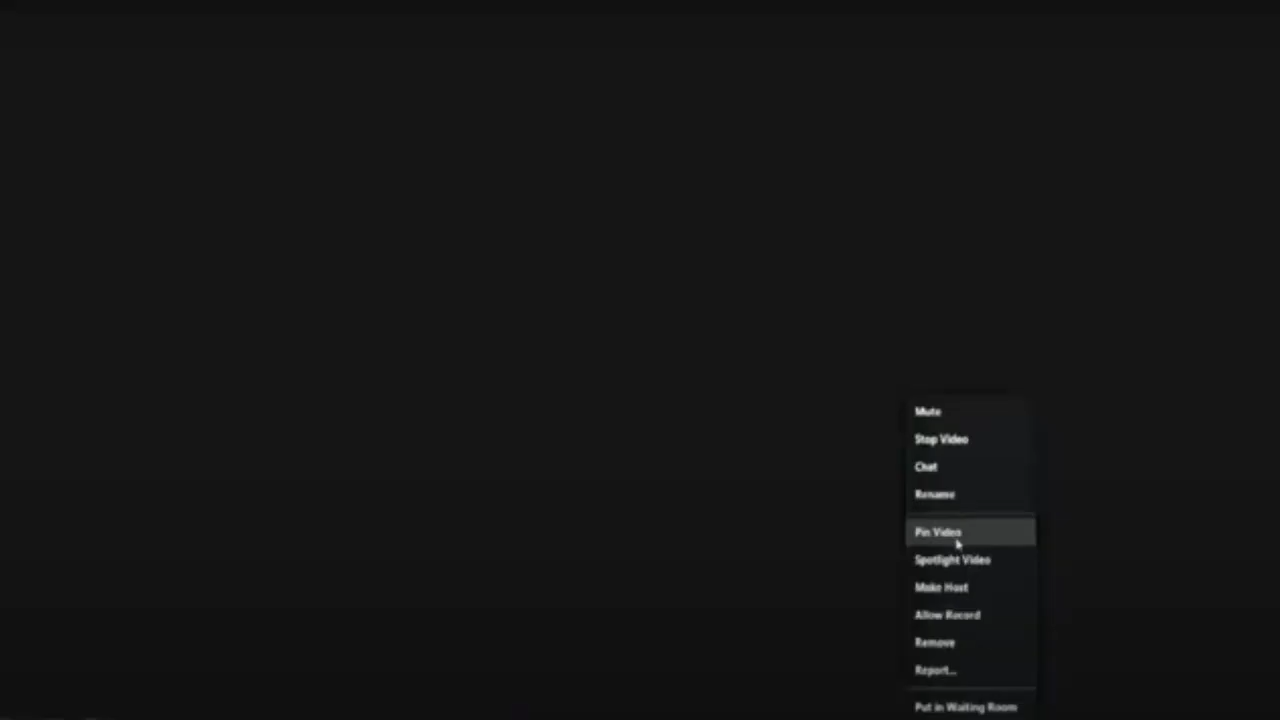 Mute
Stop Video
Chat
Rename
Pin Video
Spotlight Video
Make Host
Allow Record
Remove
Report...
Put in Waiting Room